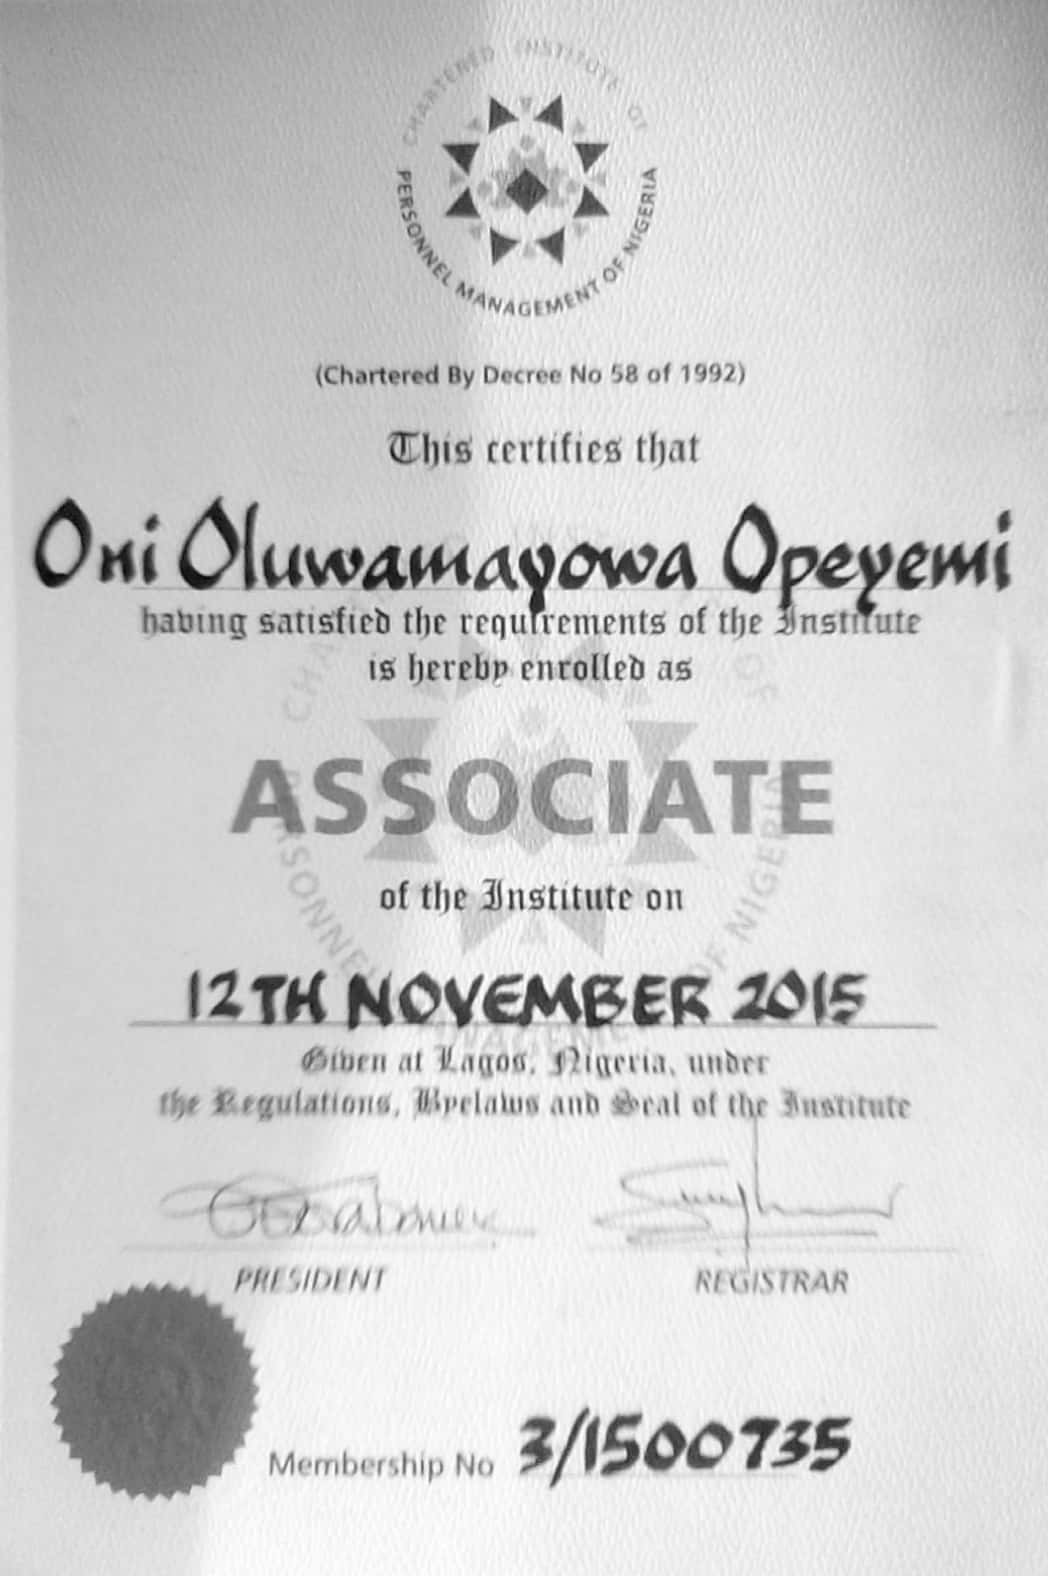 CHARTERED INSTITUTE OF
PERSONNEL MANAGEMENT OF NIGERIA
(Chartered By Decree No 58 of 1992)
This certifies that
Oni Oluwamayowa Opeyemi
having satisfied the requirements of the Institute
is hereby enrolled as
ASSOCIATE
of the Institute on
12TH NOVEMBER 2015
Given at Lagos, Nigeria, under
the Regulations, Byelaws and Seal of the Institute
PRESIDENT
REGISTRAR
Membership No 3/1500735